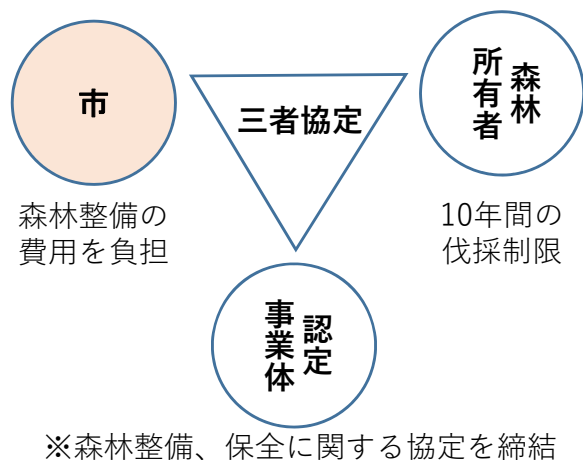 市
三者協定
森林
所有者
森林整備の
費用を負担
10年間の
伐採制限
認定
事業体
※森林整備、保全に関する協定を締結